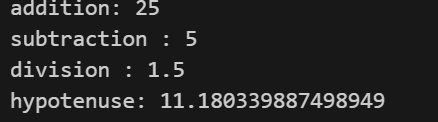 addition: 25
subtraction : 5
division : 1.5
hypotenuse: 11.180339887498949